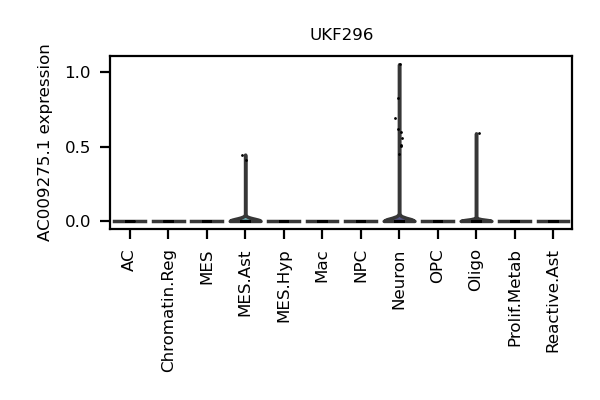 UKF296
AC009275.1 expression
1.0
0.5
0.0
AC
Chromatin.Reg
MES
MES.Ast
MES.Hyp
Mac
NPC
Neuron
OPC
Oligo
Prolif.Metab
Reactive.Ast